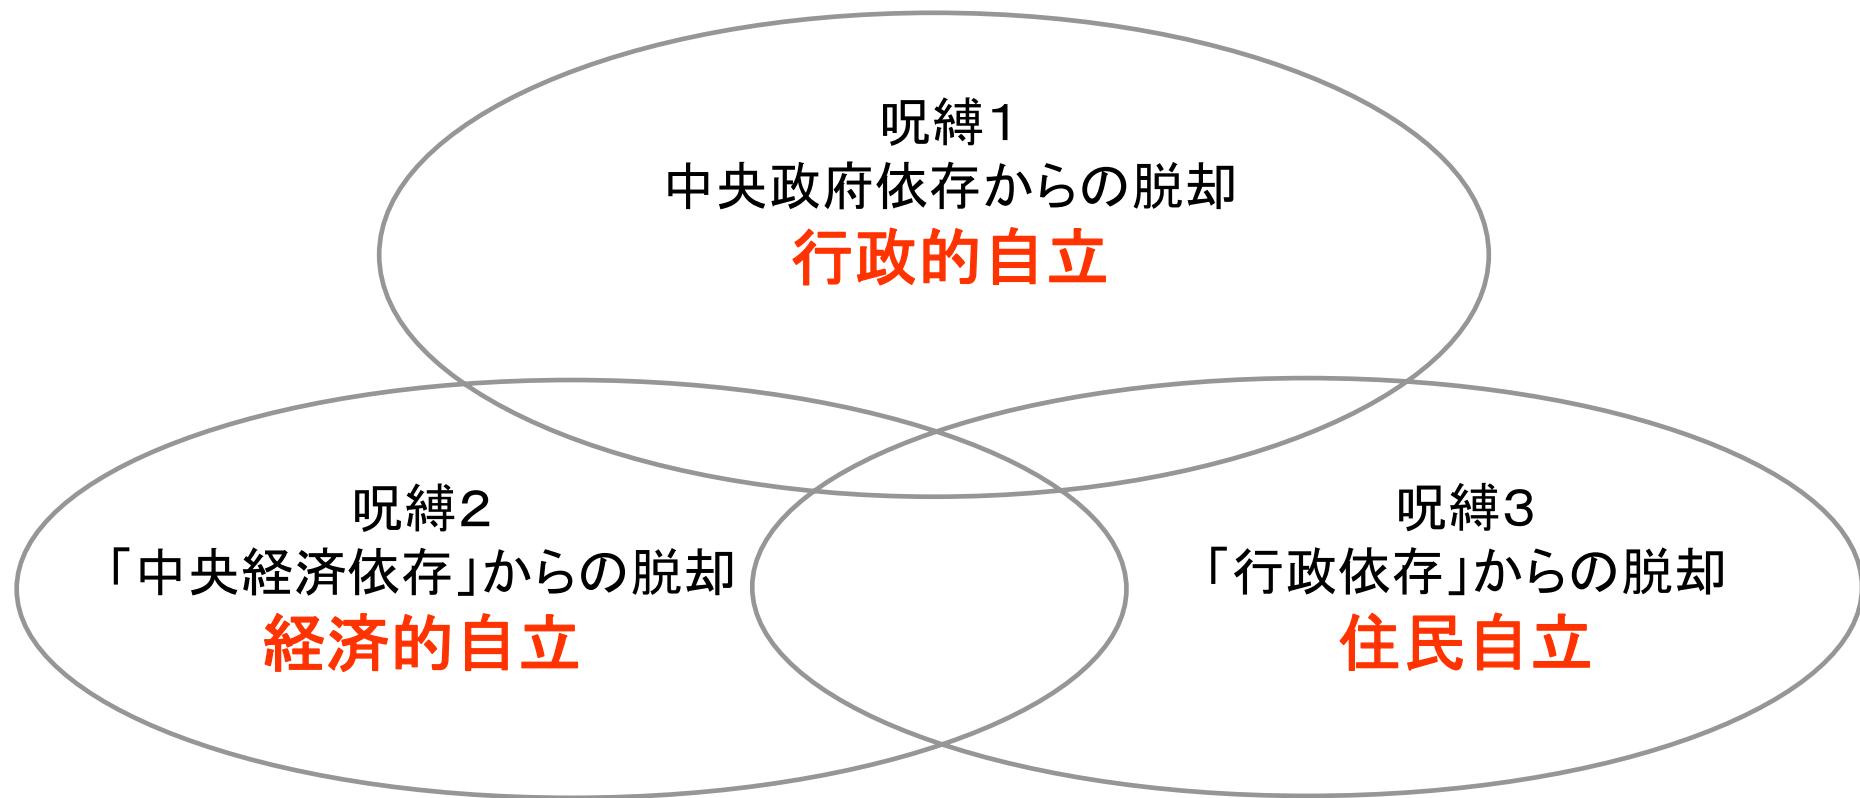 呪縛１
中央政府依存からの脱却
行政的自立
呪縛２
「中央経済依存」からの脱却
経済的自立
呪縛３
「行政依存」からの脱却
住民自立